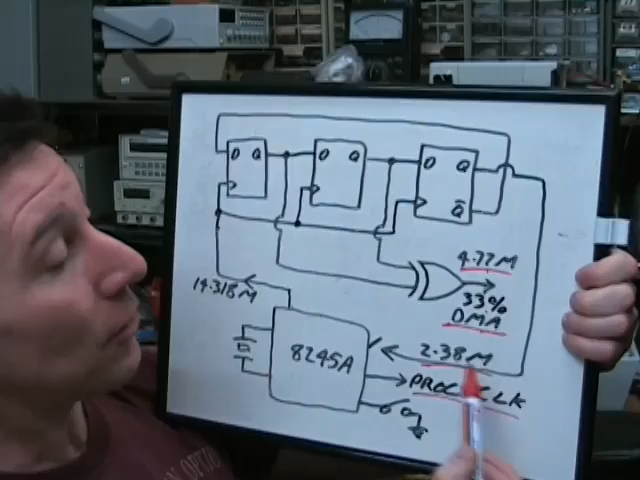 D Q
D Q
D Q
Q̅
4.77M
33%
DMA
14.318M
8245A
2.38M
PROC CLK